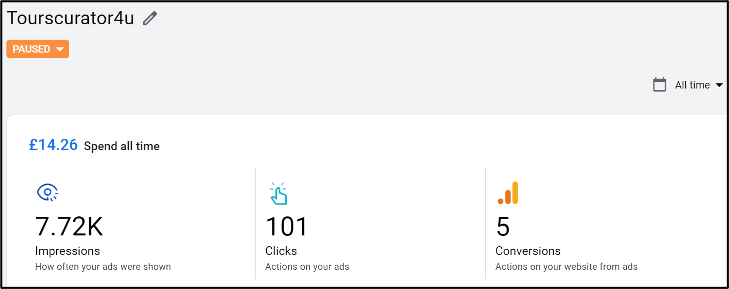 Tourscurator4u
PAUSED
All time
£14.26 Spend all time
7.72K
Impressions
How often your ads were shown
101
Clicks
Actions on your ads
5
Conversions
Actions on your website from ads